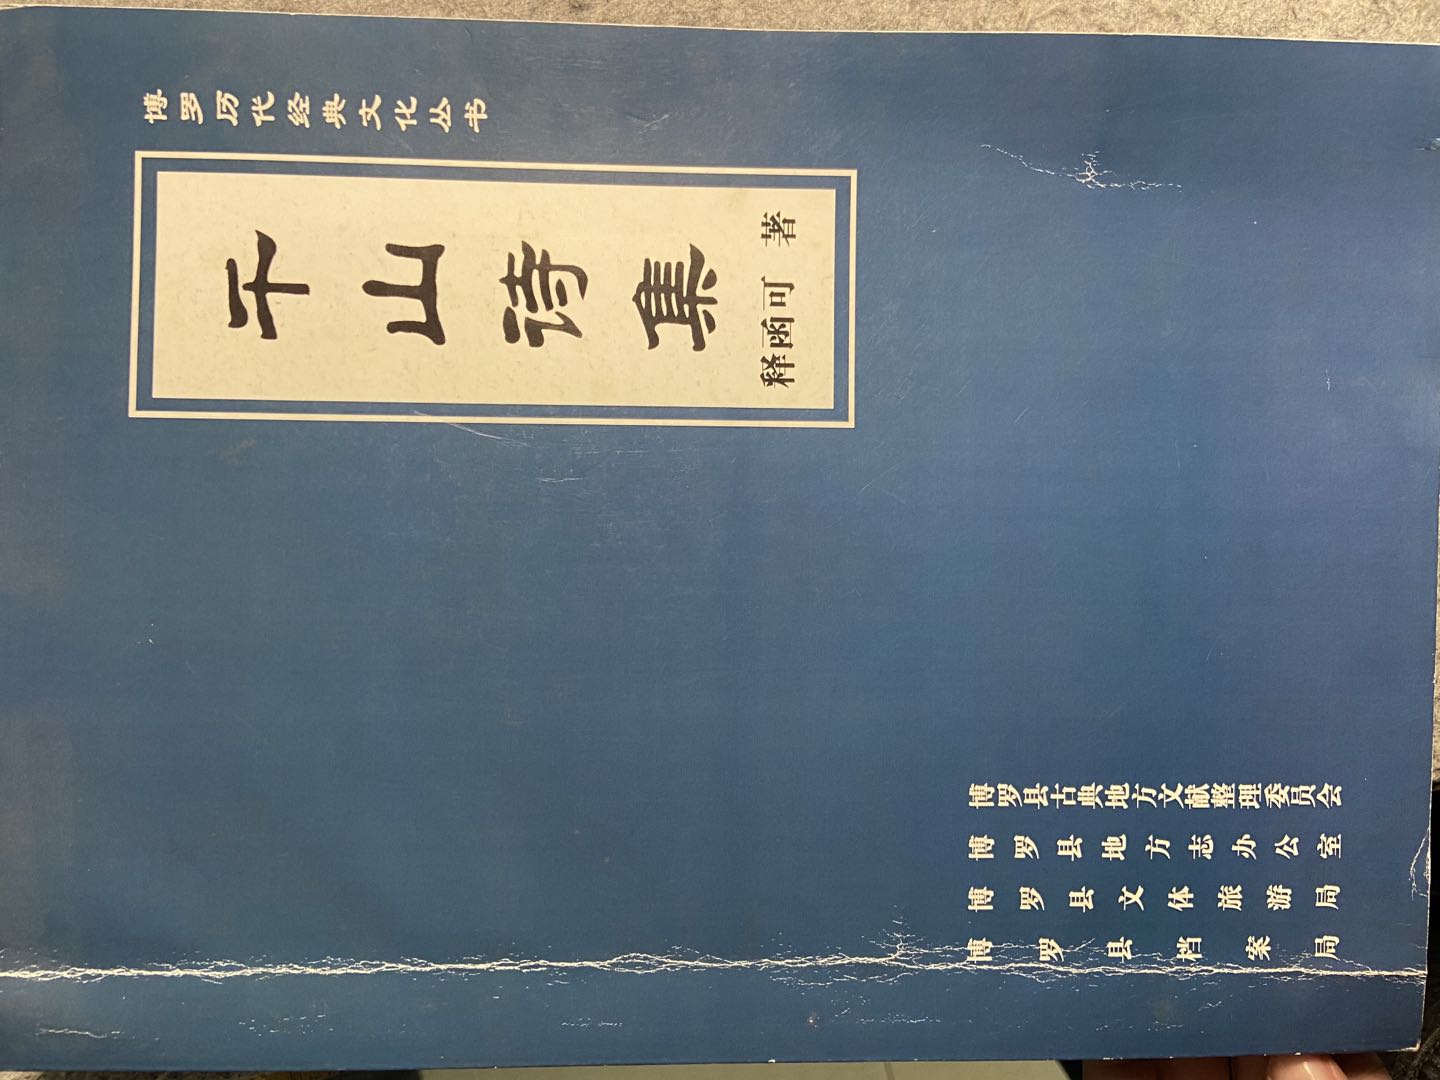 博罗历代经典文化丛书
千山诗集
释函可 著
博罗县古典地方文献整理委员会
博罗县地方志办公室
博罗县文体旅游局
博罗县档案局